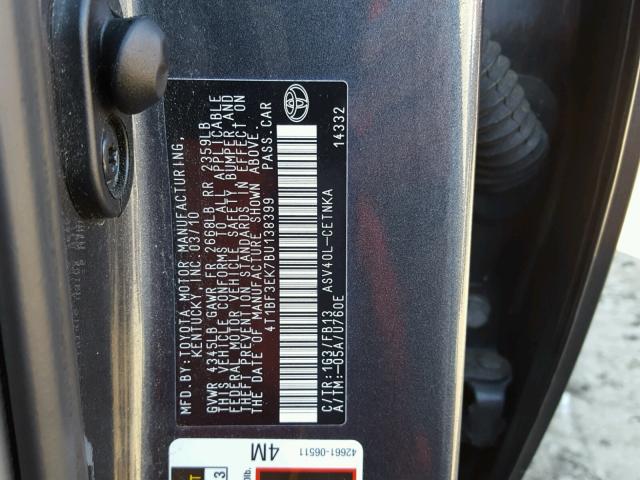 MFD.BY:TOYOTA MOTOR MANUFACTURING,
KENTUCKY, INC. 03/10
GVWR 4345LB GAWR FR 2668LB RR 2359LB
THIS VEHICLE CONFORMS TO ALL APPLICABLE
FEDERAL MOTOR VEHICLE SAFETY, BUMPER AND
THEFT PREVENTION STANDARDS IN EFFECT ON
THE DATE OF MANUFACTURE SHOWN ABOVE.
4T1BF3EK7BU138399 PASS.CAR
C/TR:1G3/FB13 ASV40L-CETNKA
A/TM:-05A/U760E 14332
4M
42661-06511
3